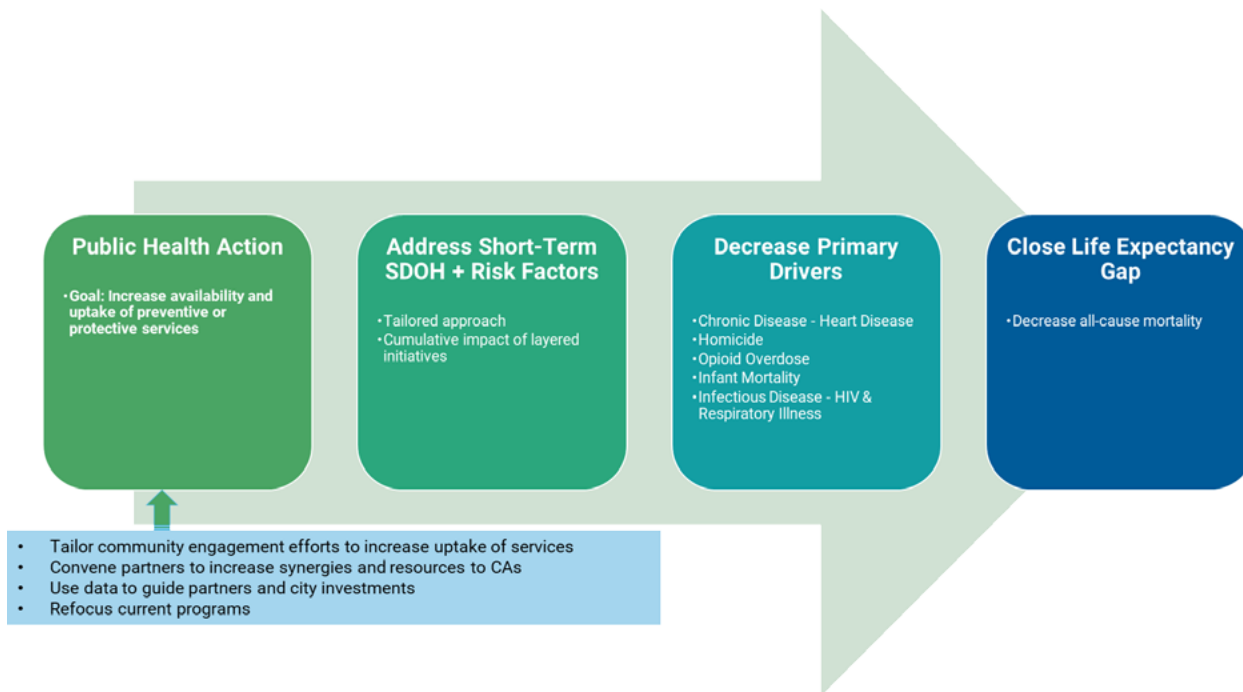 Public Health Action
•Goal: Increase availability and
uptake of preventive or
protective services
Address Short-Term
SDOH + Risk Factors
•Tailored approach
•Cumulative impact of layered
initiatives
Decrease Primary
Drivers
•Chronic Disease - Heart Disease
•Homicide
•Opioid Overdose
•Infant Mortality
•Infectious Disease - HIV &
Respiratory Illness
Close Life Expectancy
Gap
•Decrease all-cause mortality
• Tailor community engagement efforts to increase uptake of services
• Convene partners to increase synergies and resources to CAs
• Use data to guide partners and city investments
• Refocus current programs